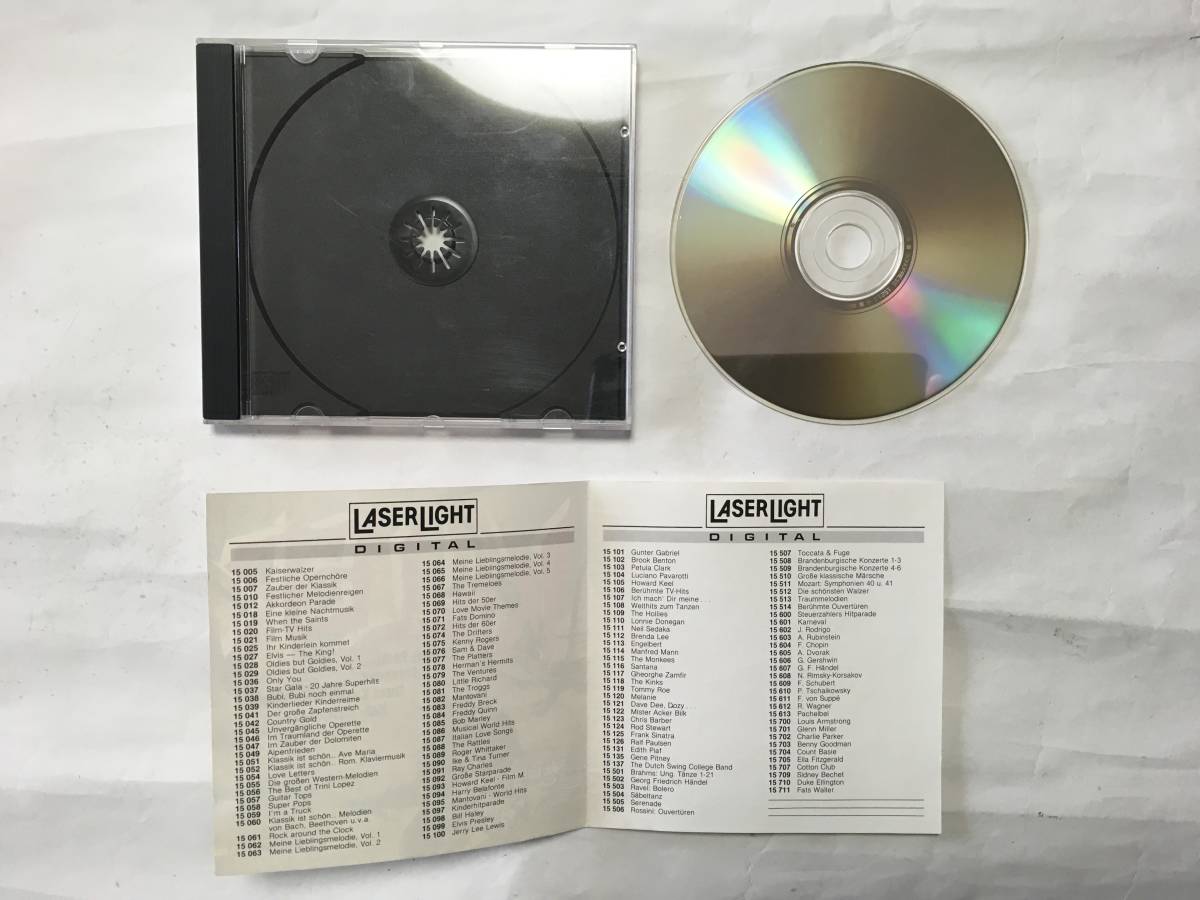 LASERLIGHT
DIGITAL
15 005 Kaiserwalzer
15 006 Festliche Opernchöre
15 007 Zauber der Klassik
15 010 Festlicher Melodienreigen
15 012 Akkordeon Parade
15 018 Eine kleine Nachtmusik
15 019 When the Saints
15 020 Film-TV Hits
15 021 Film Musik
15 025 Ihr Kinderlein kommet
15 027 Elvis — The King!
15 028 Oldies but Goldies, Vol. 1
15 029 Oldies but Goldies, Vol. 2
15 036 Only You
15 037 Star Gala - 20 Jahre Superhits
15 038 Bubi, Bubi noch einmal
15 039 Kinderlieder Kinderreime
15 041 Der große Zapfenstreich
15 042 Country Gold
15 045 Unvergängliche Operette
15 046 Im Traumland der Operette
15 047 Im Zauber der Dolomiten
15 049 Alpenfrieden
15 051 Klassik ist schön.. Ave Maria
15 052 Klassik ist schön.. Rom. Klaviermusik
15 054 Love Letters
15 055 Die großen Western-Melodien
15 056 The Best of Trini Lopez
15 057 Guitar Tops
15 058 Super Pops
15 059 I'm a Truck
15 060 Klassik ist schön.. Melodien
von Bach, Beethoven u.v.a.
15 061 Rock around the Clock
15 062 Meine Lieblingsmelodie, Vol. 1
15 063 Meine Lieblingsmelodie, Vol. 2
15 064 Meine Lieblingsmelodie, Vol. 3
15 065 Meine Lieblingsmelodie, Vol. 4
15 066 Meine Lieblingsmelodie, Vol. 5
15 067 The Tremeloes
15 068 Hawaii
15 069 Hits der 50er
15 070 Love Movie Themes
15 071 Fats Domino
15 072 Hits der 60er
15 074 The Drifters
15 075 Kenny Rogers
15 076 Sam & Dave
15 077 The Platters
15 078 Herman's Hermits
15 079 The Ventures
15 080 Little Richard
15 081 The Troggs
15 082 Mantovani
15 083 Freddy Breck
15 084 Freddy Quinn
15 085 Bob Marley
15 086 Musical World Hits
15 087 Italian Love Songs
15 088 The Rattles
15 089 Roger Whittaker
15 090 Ike & Tina Turner
15 091 Ray Charles
15 092 Große Starparade
15 093 Howard Keel - Film M.
15 094 Harry Belafonte
15 095 Mantovani - World Hits
15 097 Kinderhitparade
15 098 Bill Haley
15 099 Elvis Presley
15 100 Jerry Lee Lewis
LASERLIGHT
DIGITAL
15 101 Gunter Gabriel
15 102 Brook Benton
15 103 Petula Clark
15 104 Luciano Pavarotti
15 105 Howard Keel
15 106 Berühmte TV-Hits
15 107 Ich mach' Dir meine . . .
15 108 Welthits zum Tanzen
15 109 The Hollies
15 110 Lonnie Donegan
15 111 Neil Sedaka
15 112 Brenda Lee
15 113 Engelbert
15 114 Manfred Mann
15 115 The Monkees
15 116 Santana
15 117 Gheorghe Zamfir
15 118 The Kinks
15 119 Tommy Roe
15 120 Melanie
15 121 Dave Dee, Dozy . . .
15 122 Mister Acker Bilk
15 123 Chris Barber
15 124 Rod Stewart
15 125 Frank Sinatra
15 126 Ralf Paulsen
15 131 Edith Piaf
15 135 Gene Pitney
15 137 The Dutch Swing College Band
15 501 Brahms: Ung. Tänze 1-21
15 502 Georg Friedrich Händel
15 503 Ravel: Bolero
15 504 Säbeltanz
15 505 Serenade
15 506 Rossini: Ouvertüren
15 507 Toccata & Fuge
15 508 Brandenburgische Konzerte 1-3
15 509 Brandenburgische Konzerte 4-6
15 510 Große klassische Märsche
15 511 Mozart: Symphonien 40 u. 41
15 512 Die schönsten Walzer
15 513 Traummelodien
15 514 Berühmte Ouvertüren
15 600 Steuerzahlers Hitparade
15 601 Karneval
15 602 J. Rodrigo
15 603 A. Rubinstein
15 604 F. Chopin
15 605 A. Dvorak
15 606 G. Gershwin
15 607 G. F. Händel
15 608 N. Rimsky-Korsakov
15 609 F. Schubert
15 610 P. Tschaikowsky
15 611 F. von Suppé
15 612 R. Wagner
15 613 Pachelbel
15 700 Louis Armstrong
15 701 Glenn Miller
15 702 Charlie Parker
15 703 Benny Goodman
15 704 Count Basie
15 705 Ella Fitzgerald
15 707 Cotton Club
15 709 Sidney Bechet
15 710 Duke Ellington
15 711 Fats Waller